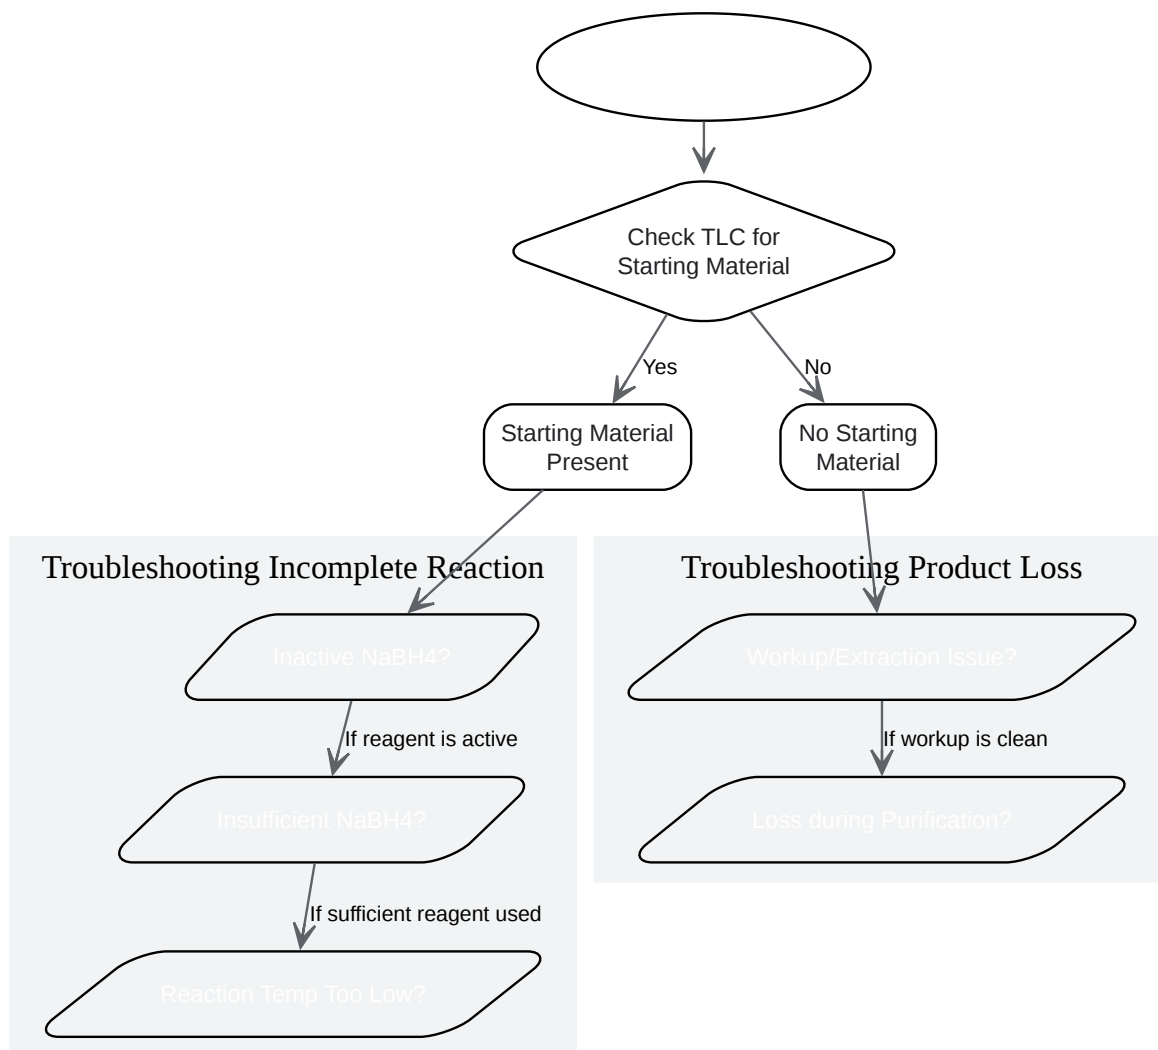 Check TLC for
Starting Material
Yes
No
Starting Material
Present
No Starting
Material
Troubleshooting Incomplete Reaction
Troubleshooting Product Loss
Inactive NaBH4?
Workup/Extraction Issue?
If reagent is active
If workup is clean
Insufficient NaBH4?
Loss during Purification?
If sufficient reagent used
Reaction Temp Too Low?